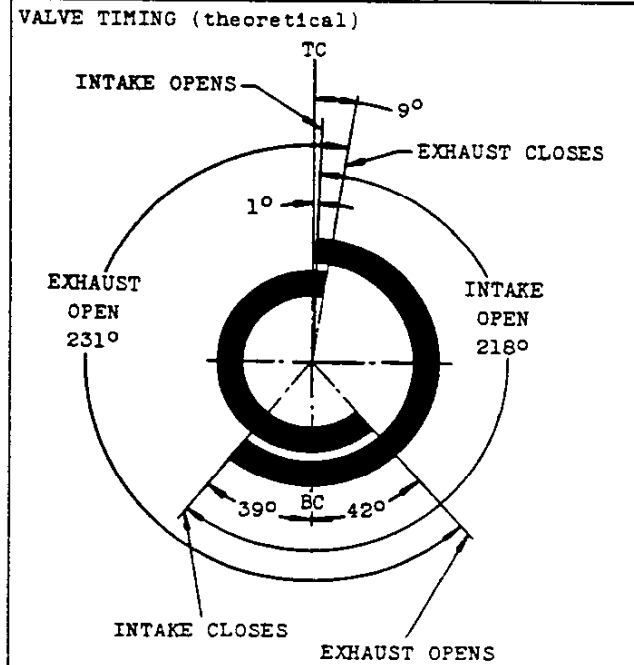 VALVE TIMING (theoretical)
TC
INTAKE OPENS
9°
EXHAUST CLOSES
1°
EXHAUST
OPEN
231°
INTAKE
OPEN
218°
39°
BC
42°
INTAKE CLOSES
EXHAUST OPENS